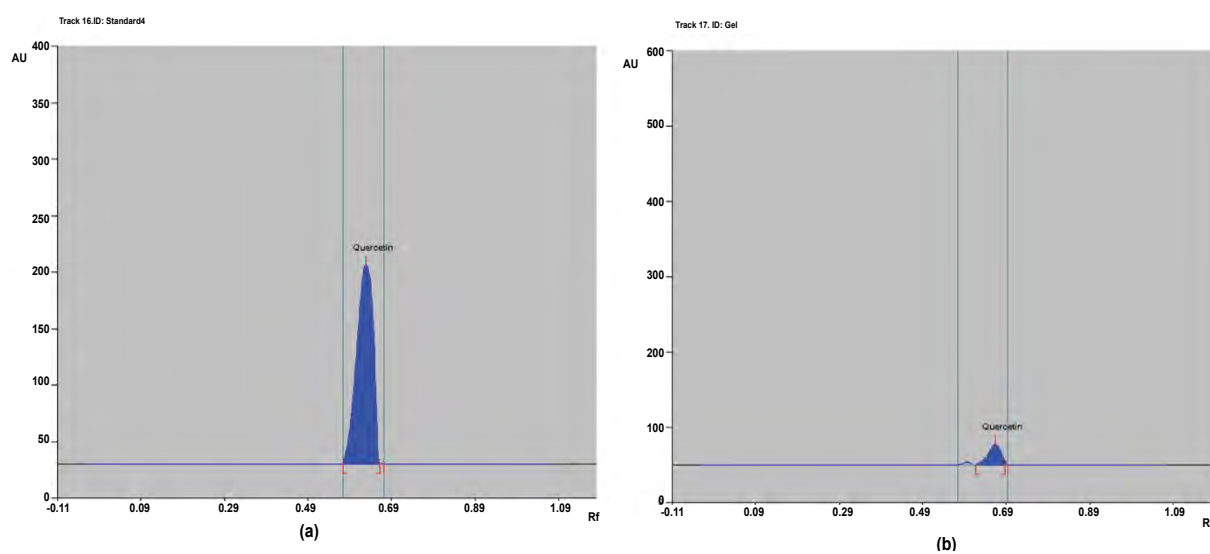 Track 16.ID: Standard4
400
AU
350
300
250
Quercetin
200
150
100
50
0
-0.11 0.09 0.29 0.49 0.69 0.89 1.09
Rf
(a)
Track 17. ID: Gel
600
AU
500
400
300
200
Quercetin
100
0
-0.11 0.09 0.29 0.49 0.69 0.89 1.09
R
(b)